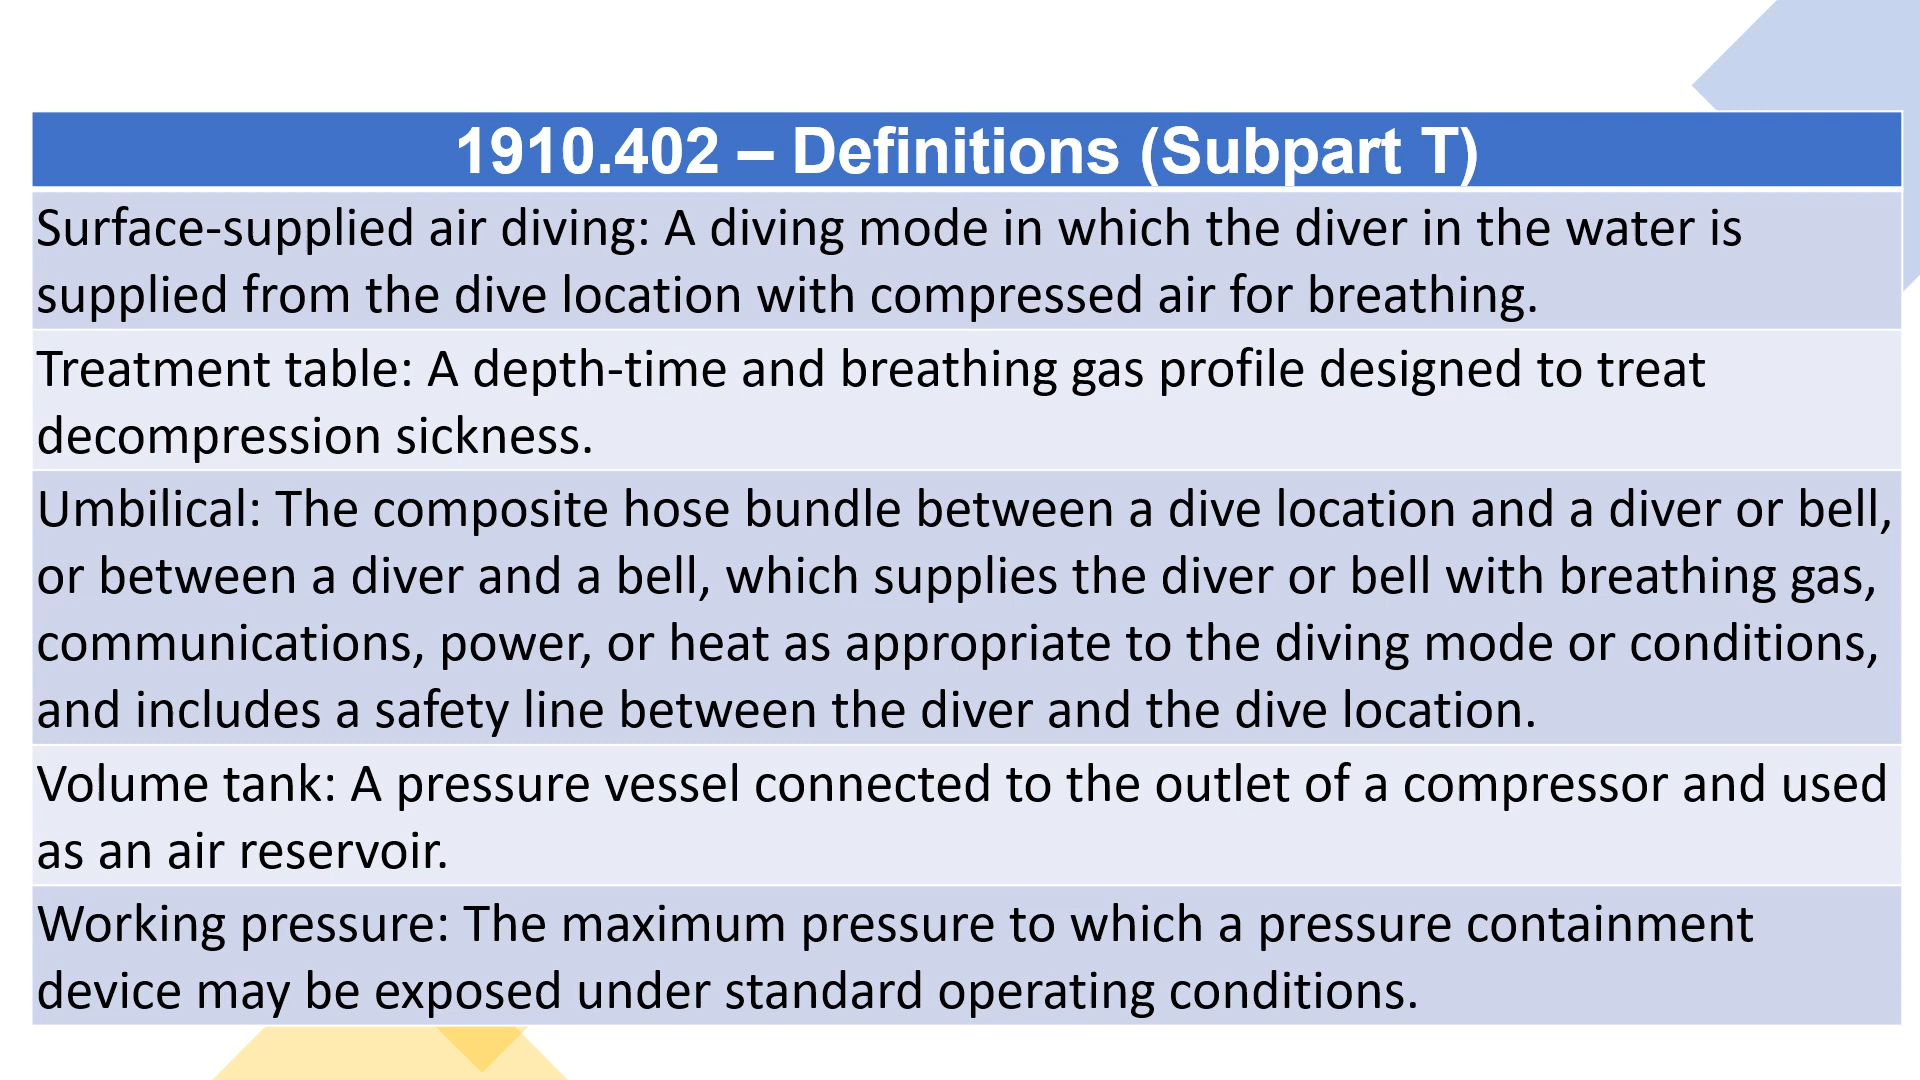 1910.402 – Definitions (Subpart T)
Surface-supplied air diving: A diving mode in which the diver in the water is
supplied from the dive location with compressed air for breathing.
Treatment table: A depth-time and breathing gas profile designed to treat
decompression sickness.
Umbilical: The composite hose bundle between a dive location and a diver or bell,
or between a diver and a bell, which supplies the diver or bell with breathing gas,
communications, power, or heat as appropriate to the diving mode or conditions,
and includes a safety line between the diver and the dive location.
Volume tank: A pressure vessel connected to the outlet of a compressor and used
as an air reservoir.
Working pressure: The maximum pressure to which a pressure containment
device may be exposed under standard operating conditions.